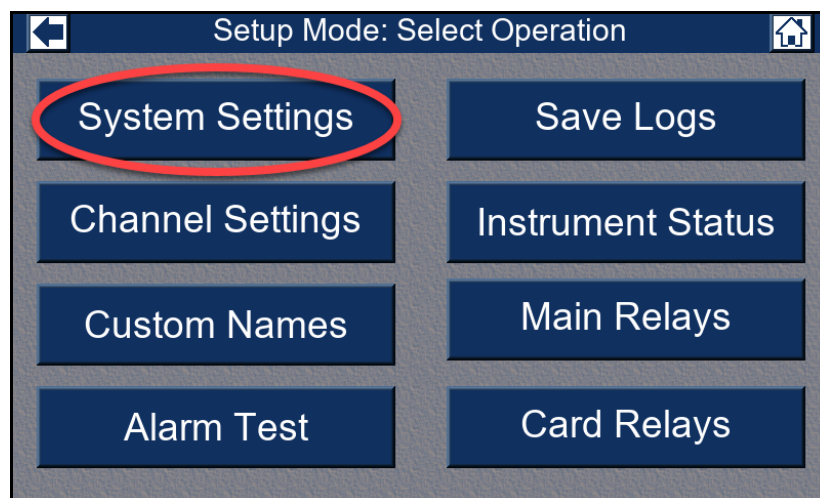 Setup Mode: Select Operation
System Settings
Save Logs
Channel Settings
Instrument Status
Custom Names
Main Relays
Alarm Test
Card Relays